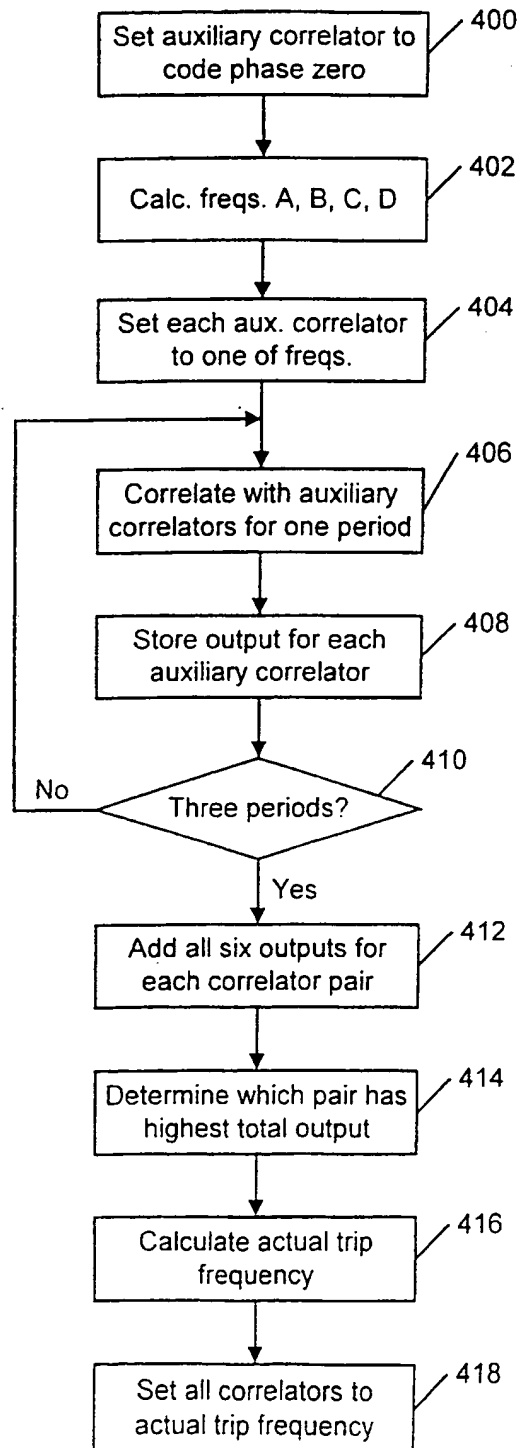 Set auxiliary correlator to
code phase zero
400
Calc. freqs. A, B, C, D
402
Set each aux. correlator
to one of freqs.
404
Correlate with auxiliary
correlators for one period
406
Store output for each
auxiliary correlator
408
Three periods?
410
No
Yes
Add all six outputs for
each correlator pair
412
Determine which pair has
highest total output
414
Calculate actual trip
frequency
416
Set all correlators to
actual trip frequency
418